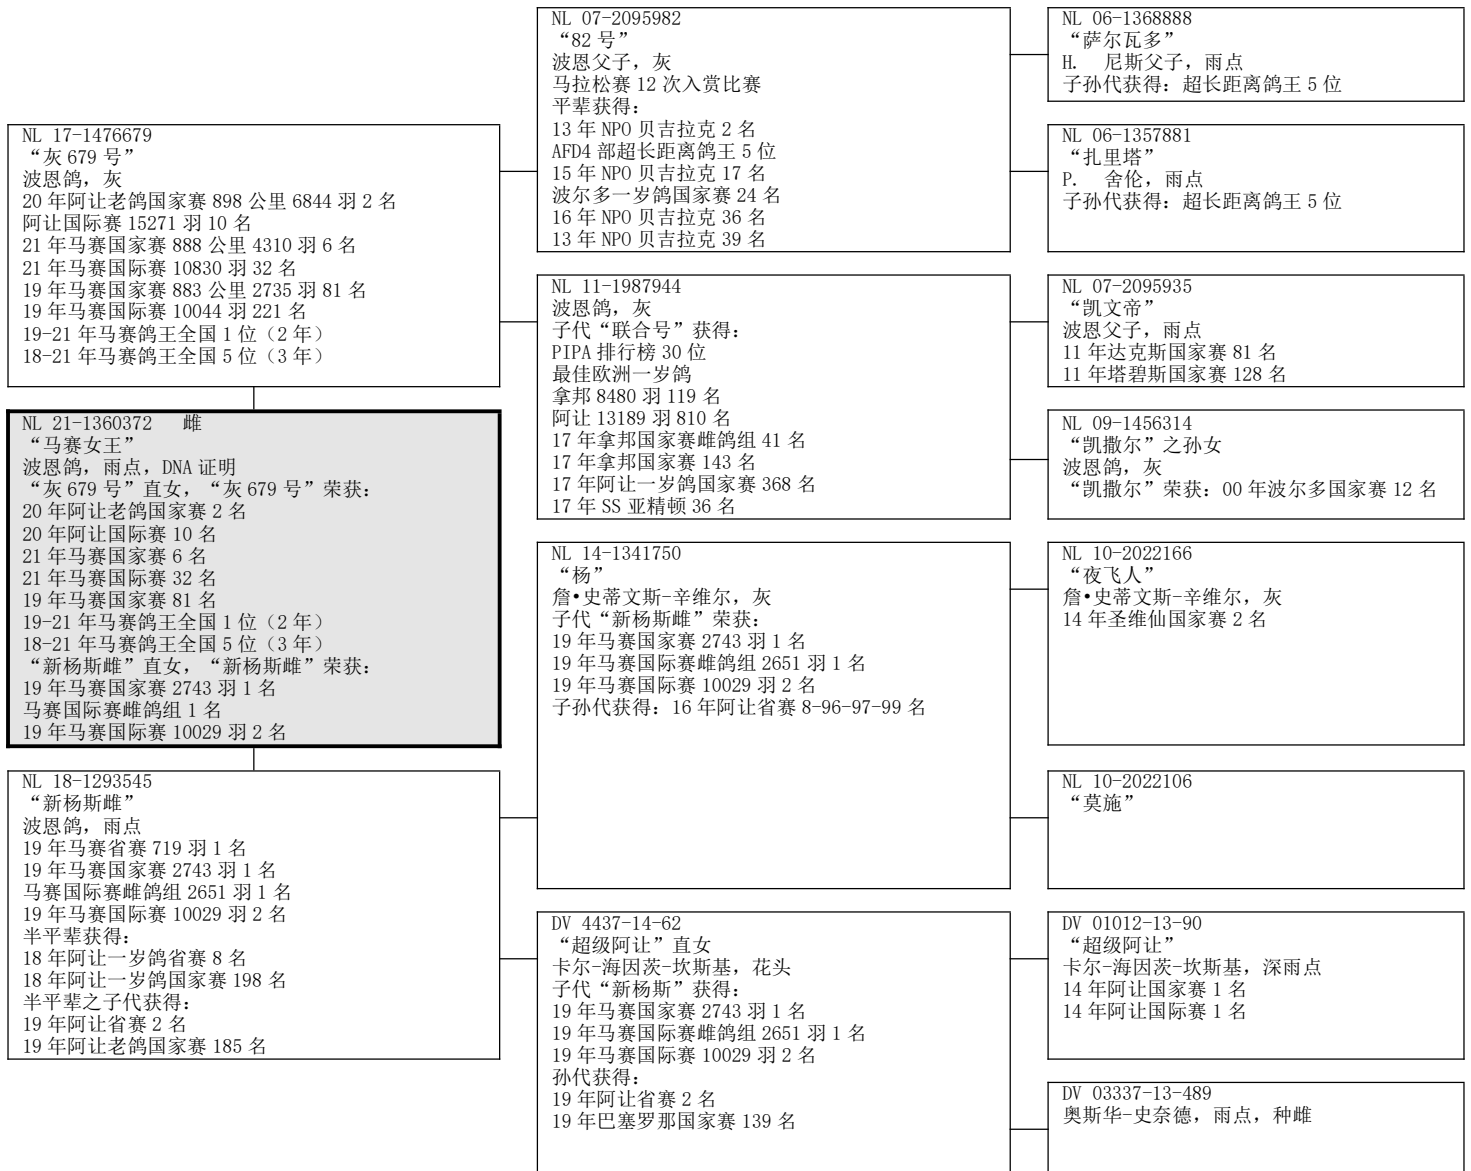 NL 17-1476679
“灰 679 号”
波恩鸽，灰
20 年阿让老鸽国家赛 898 公里 6844 羽 2 名
阿让国际赛 15271 羽 10 名
21 年马赛国家赛 888 公里 4310 羽 6 名
21 年马赛国际赛 10830 羽 32 名
19 年马赛国家赛 883 公里 2735 羽 81 名
19 年马赛国际赛 10044 羽 221 名
19-21 年马赛鸽王全国 1 位（2 年）
18-21 年马赛鸽王全国 5 位（3 年）
NL 21-1360372 雌
“马赛女王”
波恩鸽，雨点，DNA 证明
“灰 679 号”直女，“灰 679 号”荣获：
20 年阿让老鸽国家赛 2 名
20 年阿让国际赛 10 名
21 年马赛国家赛 6 名
21 年马赛国际赛 32 名
19 年马赛国家赛 81 名
19-21 年马赛鸽王全国 1 位（2 年）
18-21 年马赛鸽王全国 5 位（3 年）
“新杨斯雌”直女，“新杨斯雌”荣获：
19 年马赛国家赛 2743 羽 1 名
马赛国际赛雌鸽组 1 名
19 年马赛国际赛 10029 羽 2 名
NL 18-1293545
“新杨斯雌”
波恩鸽，雨点
19 年马赛省赛 719 羽 1 名
19 年马赛国家赛 2743 羽 1 名
马赛国际赛雌鸽组 2651 羽 1 名
19 年马赛国际赛 10029 羽 2 名
半平辈获得：
18 年阿让一岁鸽省赛 8 名
18 年阿让一岁鸽国家赛 198 名
半平辈之子代获得：
19 年阿让省赛 2 名
19 年阿让老鸽国家赛 185 名
NL 07-2095982
“82 号”
波恩父子，灰
马拉松赛 12 次入赏比赛
平辈获得：
13 年 NPO 贝吉拉克 2 名
AFD4 部超长距离鸽王 5 位
15 年 NPO 贝吉拉克 17 名
波尔多一岁鸽国家赛 24 名
16 年 NPO 贝吉拉克 36 名
13 年 NPO 贝吉拉克 39 名
NL 11-1987944
波恩鸽，灰
子代“联合号”获得：
PIPA 排行榜 30 位
最佳欧洲一岁鸽
拿邦 8480 羽 119 名
阿让 13189 羽 810 名
17 年拿邦国家赛雌鸽组 41 名
17 年拿邦国家赛 143 名
17 年阿让一岁鸽国家赛 368 名
17 年 SS 亚精顿 36 名
NL 14-1341750
“杨”
詹•史蒂文斯-辛维尔，灰
子代“新杨斯雌”荣获：
19 年马赛国家赛 2743 羽 1 名
19 年马赛国际赛雌鸽组 2651 羽 1 名
19 年马赛国际赛 10029 羽 2 名
子孙代获得：16 年阿让省赛 8-96-97-99 名
DV 4437-14-62
“超级阿让”直女
卡尔-海因茨-坎斯基，花头
子代“新杨斯”获得：
19 年马赛国家赛 2743 羽 1 名
19 年马赛国际赛雌鸽组 2651 羽 1 名
19 年马赛国际赛 10029 羽 2 名
孙代获得：
19 年阿让省赛 2 名
19 年巴塞罗那国家赛 139 名
NL 06-1368888
“萨尔瓦多”
H. 尼斯父子，雨点
子孙代获得：超长距离鸽王 5 位
NL 06-1357881
“扎里塔”
P. 舍伦，雨点
子孙代获得：超长距离鸽王 5 位
NL 07-2095935
“凯文帝”
波恩父子，雨点
11 年达克斯国家赛 81 名
11 年塔碧斯国家赛 128 名
NL 09-1456314
“凯撒尔”之孙女
波恩鸽，灰
“凯撒尔”荣获：00 年波尔多国家赛 12 名
NL 10-2022166
“夜飞人”
詹•史蒂文斯-辛维尔，灰
14 年圣维仙国家赛 2 名
NL 10-2022106
“莫施”
DV 01012-13-90
“超级阿让”
卡尔-海因茨-坎斯基，深雨点
14 年阿让国家赛 1 名
14 年阿让国际赛 1 名
DV 03337-13-489
奥斯华-史奈德，雨点，种雌